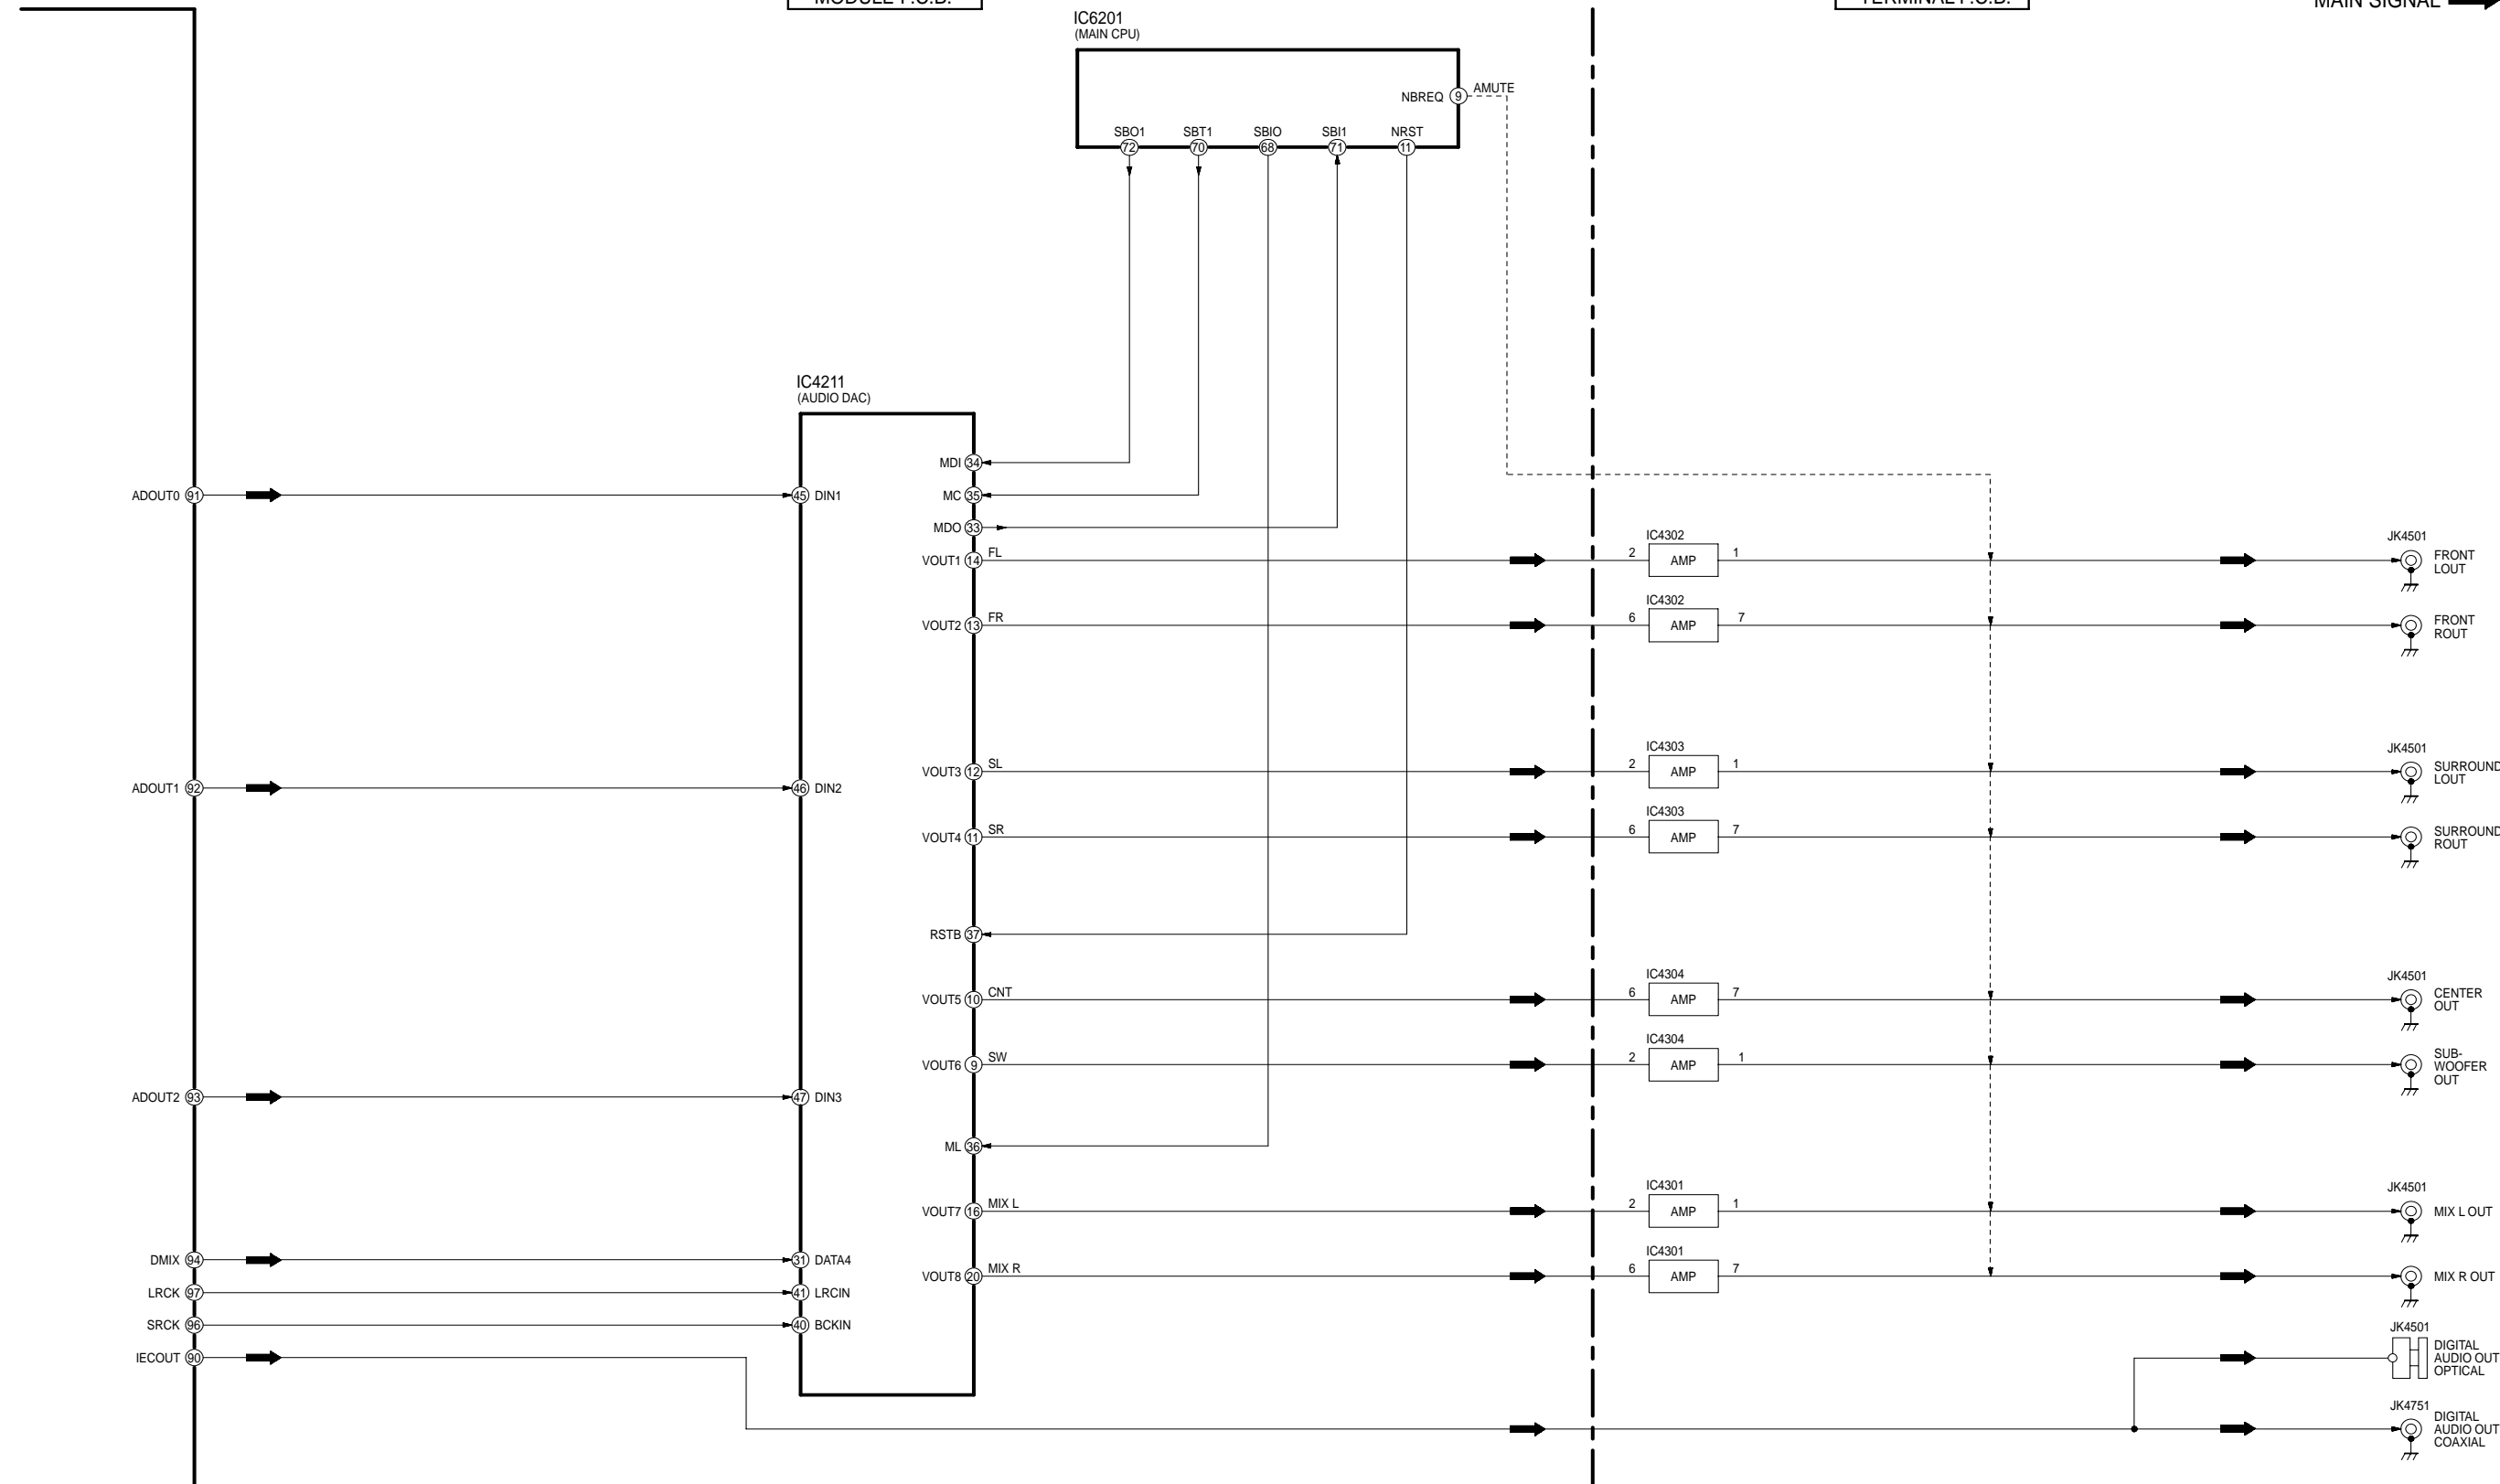 MODULE P.C.B.
TERMINAL P.C.B.
MAIN SIGNAL
IC6201
(MAIN CPU)
NBREQ 9 AMUTE
SBO1 SBT1 SBIO SBI1 NRST
72 70 68 71 11
IC4211
(AUDIO DAC)
MDI 34
ADOUT0 91
45 DIN1
MC 35
MDO 33
VOUT1 14 FL
IC4302
2 AMP 1
JK4501
FRONT
LOUT
VOUT2 13 FR
IC4302
6 AMP 7
FRONT
ROUT
VOUT3 12 SL
IC4303
2 AMP 1
JK4501
SURROUND
LOUT
ADOUT1 92
46 DIN2
VOUT4 11 SR
IC4303
6 AMP 7
SURROUND
ROUT
RSTB 37
VOUT5 10 CNT
IC4304
6 AMP 7
JK4501
CENTER
OUT
VOUT6 9 SW
IC4304
2 AMP 1
SUB-
WOOFER
OUT
ADOUT2 93
47 DIN3
ML 36
VOUT7 16 MIX L
IC4301
2 AMP 1
JK4501
MIX L OUT
DMIX 94
31 DATA4
VOUT8 20 MIX R
IC4301
6 AMP 7
MIX R OUT
LRCK 97
41 LRCIN
SRCK 96
40 BCKIN
IECOUT 90
JK4501
DIGITAL
AUDIO OUT
OPTICAL
JK4751
DIGITAL
AUDIO OUT
COAXIAL